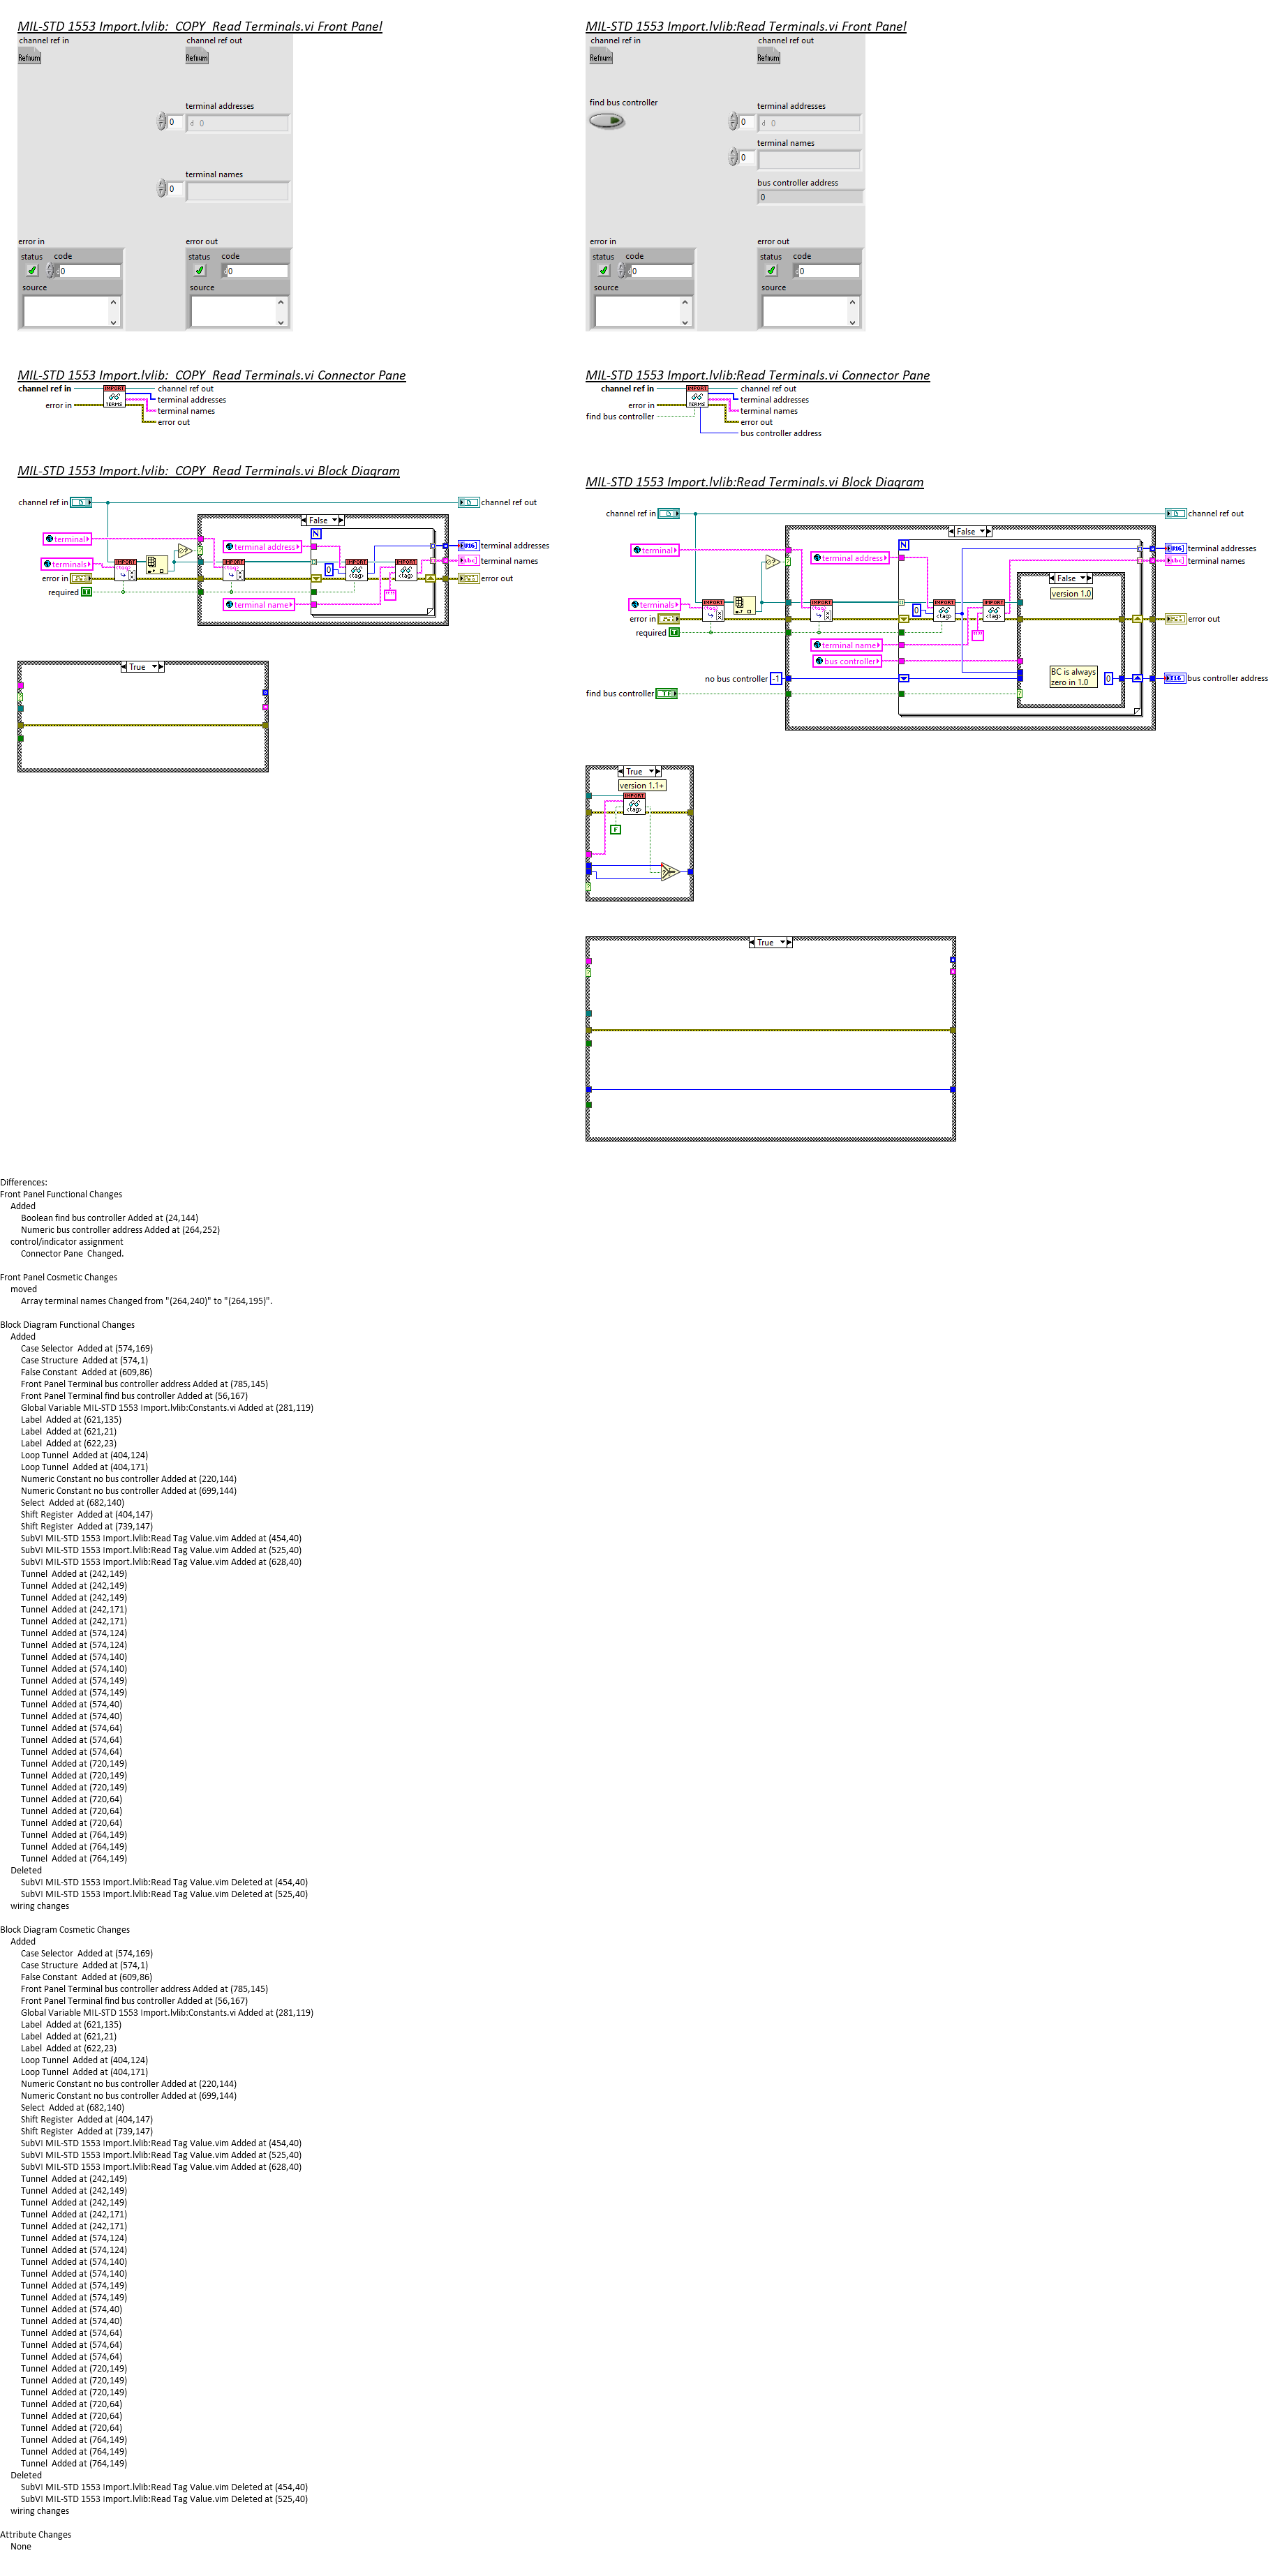 MIL-STD 1553 Import.lvlib:_COPY_Read Terminals.vi Front Panel
channel ref in
channel ref out
Refnum
Refnum
terminal addresses
0
d 0
terminal names
0
error in
error out
status
code
status
code
0
0
source
source
MIL-STD 1553 Import.lvlib:Read Terminals.vi Front Panel
channel ref in
channel ref out
Refnum
Refnum
find bus controller
terminal addresses
0
d 0
terminal names
0
bus controller address
0
error in
error out
status
code
status
code
0
0
source
source
MIL-STD 1553 Import.lvlib:_COPY_Read Terminals.vi Connector Pane
channel ref in
channel ref out
terminal addresses
error in
terminal names
error out
IMPORT
TERMS
MIL-STD 1553 Import.lvlib:Read Terminals.vi Connector Pane
channel ref in
channel ref out
terminal addresses
error in
terminal names
find bus controller
error out
bus controller address
IMPORT
TERMS
MIL-STD 1553 Import.lvlib:_COPY_Read Terminals.vi Block Diagram
channel ref in
channel ref out
False
N
terminal
terminal address
U16
terminal addresses
terminals
IMPORT
IMPORT
IMPORT
IMPORT
abc
terminal names
<tag>
<tag>
0
error in
error out
required
T
terminal name
True
MIL-STD 1553 Import.lvlib:Read Terminals.vi Block Diagram
channel ref in
channel ref out
False
N
terminal
terminal address
U16
terminal addresses
abc
terminal names
False
version 1.0
terminals
IMPORT
IMPORT
IMPORT
IMPORT
<tag>
<tag>
0
error in
error out
required
T
terminal name
bus controller
no bus controller
-1
BC is always
zero in 1.0
0
I16
bus controller address
find bus controller
TF
True
version 1.1+
IMPORT
<tag>
F
True
Differences:
Front Panel Functional Changes
Added
Boolean find bus controller Added at (24,144)
Numeric bus controller address Added at (264,252)
control/indicator assignment
Connector Pane  Changed.
Front Panel Cosmetic Changes
moved
Array terminal names Changed from "(264,240)" to "(264,195)".
Block Diagram Functional Changes
Added
Case Selector  Added at (574,169)
Case Structure  Added at (574,1)
False Constant  Added at (609,86)
Front Panel Terminal bus controller address Added at (785,145)
Front Panel Terminal find bus controller Added at (56,167)
Global Variable MIL-STD 1553 Import.lvlib:Constants.vi Added at (281,119)
Label  Added at (621,135)
Label  Added at (621,21)
Label  Added at (622,23)
Loop Tunnel  Added at (404,124)
Loop Tunnel  Added at (404,171)
Numeric Constant no bus controller Added at (220,144)
Numeric Constant no bus controller Added at (699,144)
Select  Added at (682,140)
Shift Register  Added at (404,147)
Shift Register  Added at (739,147)
SubVI MIL-STD 1553 Import.lvlib:Read Tag Value.vim Added at (454,40)
SubVI MIL-STD 1553 Import.lvlib:Read Tag Value.vim Added at (525,40)
SubVI MIL-STD 1553 Import.lvlib:Read Tag Value.vim Added at (628,40)
Tunnel  Added at (242,149)
Tunnel  Added at (242,149)
Tunnel  Added at (242,149)
Tunnel  Added at (242,171)
Tunnel  Added at (242,171)
Tunnel  Added at (574,124)
Tunnel  Added at (574,124)
Tunnel  Added at (574,140)
Tunnel  Added at (574,140)
Tunnel  Added at (574,149)
Tunnel  Added at (574,149)
Tunnel  Added at (574,40)
Tunnel  Added at (574,40)
Tunnel  Added at (574,64)
Tunnel  Added at (574,64)
Tunnel  Added at (574,64)
Tunnel  Added at (720,149)
Tunnel  Added at (720,149)
Tunnel  Added at (720,149)
Tunnel  Added at (720,64)
Tunnel  Added at (720,64)
Tunnel  Added at (720,64)
Tunnel  Added at (764,149)
Tunnel  Added at (764,149)
Tunnel  Added at (764,149)
Deleted
SubVI MIL-STD 1553 Import.lvlib:Read Tag Value.vim Deleted at (454,40)
SubVI MIL-STD 1553 Import.lvlib:Read Tag Value.vim Deleted at (525,40)
wiring changes
Block Diagram Cosmetic Changes
Added
Case Selector  Added at (574,169)
Case Structure  Added at (574,1)
False Constant  Added at (609,86)
Front Panel Terminal bus controller address Added at (785,145)
Front Panel Terminal find bus controller Added at (56,167)
Global Variable MIL-STD 1553 Import.lvlib:Constants.vi Added at (281,119)
Label  Added at (621,135)
Label  Added at (621,21)
Label  Added at (622,23)
Loop Tunnel  Added at (404,124)
Loop Tunnel  Added at (404,171)
Numeric Constant no bus controller Added at (220,144)
Numeric Constant no bus controller Added at (699,144)
Select  Added at (682,140)
Shift Register  Added at (404,147)
Shift Register  Added at (739,147)
SubVI MIL-STD 1553 Import.lvlib:Read Tag Value.vim Added at (454,40)
SubVI MIL-STD 1553 Import.lvlib:Read Tag Value.vim Added at (525,40)
SubVI MIL-STD 1553 Import.lvlib:Read Tag Value.vim Added at (628,40)
Tunnel  Added at (242,149)
Tunnel  Added at (242,149)
Tunnel  Added at (242,149)
Tunnel  Added at (242,171)
Tunnel  Added at (242,171)
Tunnel  Added at (574,124)
Tunnel  Added at (574,124)
Tunnel  Added at (574,140)
Tunnel  Added at (574,140)
Tunnel  Added at (574,149)
Tunnel  Added at (574,149)
Tunnel  Added at (574,40)
Tunnel  Added at (574,40)
Tunnel  Added at (574,64)
Tunnel  Added at (574,64)
Tunnel  Added at (574,64)
Tunnel  Added at (720,149)
Tunnel  Added at (720,149)
Tunnel  Added at (720,149)
Tunnel  Added at (720,64)
Tunnel  Added at (720,64)
Tunnel  Added at (720,64)
Tunnel  Added at (764,149)
Tunnel  Added at (764,149)
Tunnel  Added at (764,149)
Deleted
SubVI MIL-STD 1553 Import.lvlib:Read Tag Value.vim Deleted at (454,40)
SubVI MIL-STD 1553 Import.lvlib:Read Tag Value.vim Deleted at (525,40)
wiring changes
Attribute Changes
None